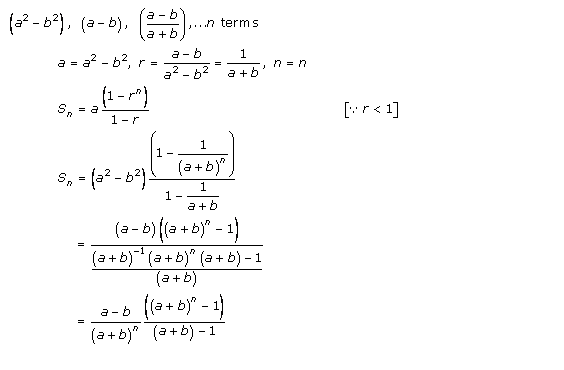 (a² − b²), (a − b), ((a − b)/(a + b)), ...n terms
a = a² − b², r = (a − b)/(a² − b²) = 1/(a + b), n = n
Sₙ = a (1 − rⁿ)/(1 − r) [∵ r < 1]
Sₙ = (a² − b²) (1 − 1/(a + b)ⁿ)/(1 − 1/(a + b))
= ((a − b)((a + b)ⁿ − 1))/(((a + b)⁻¹ (a + b)ⁿ (a + b) − 1)/(a + b))
= (a − b)/(a + b)ⁿ ((a + b)ⁿ − 1)/((a + b) − 1)